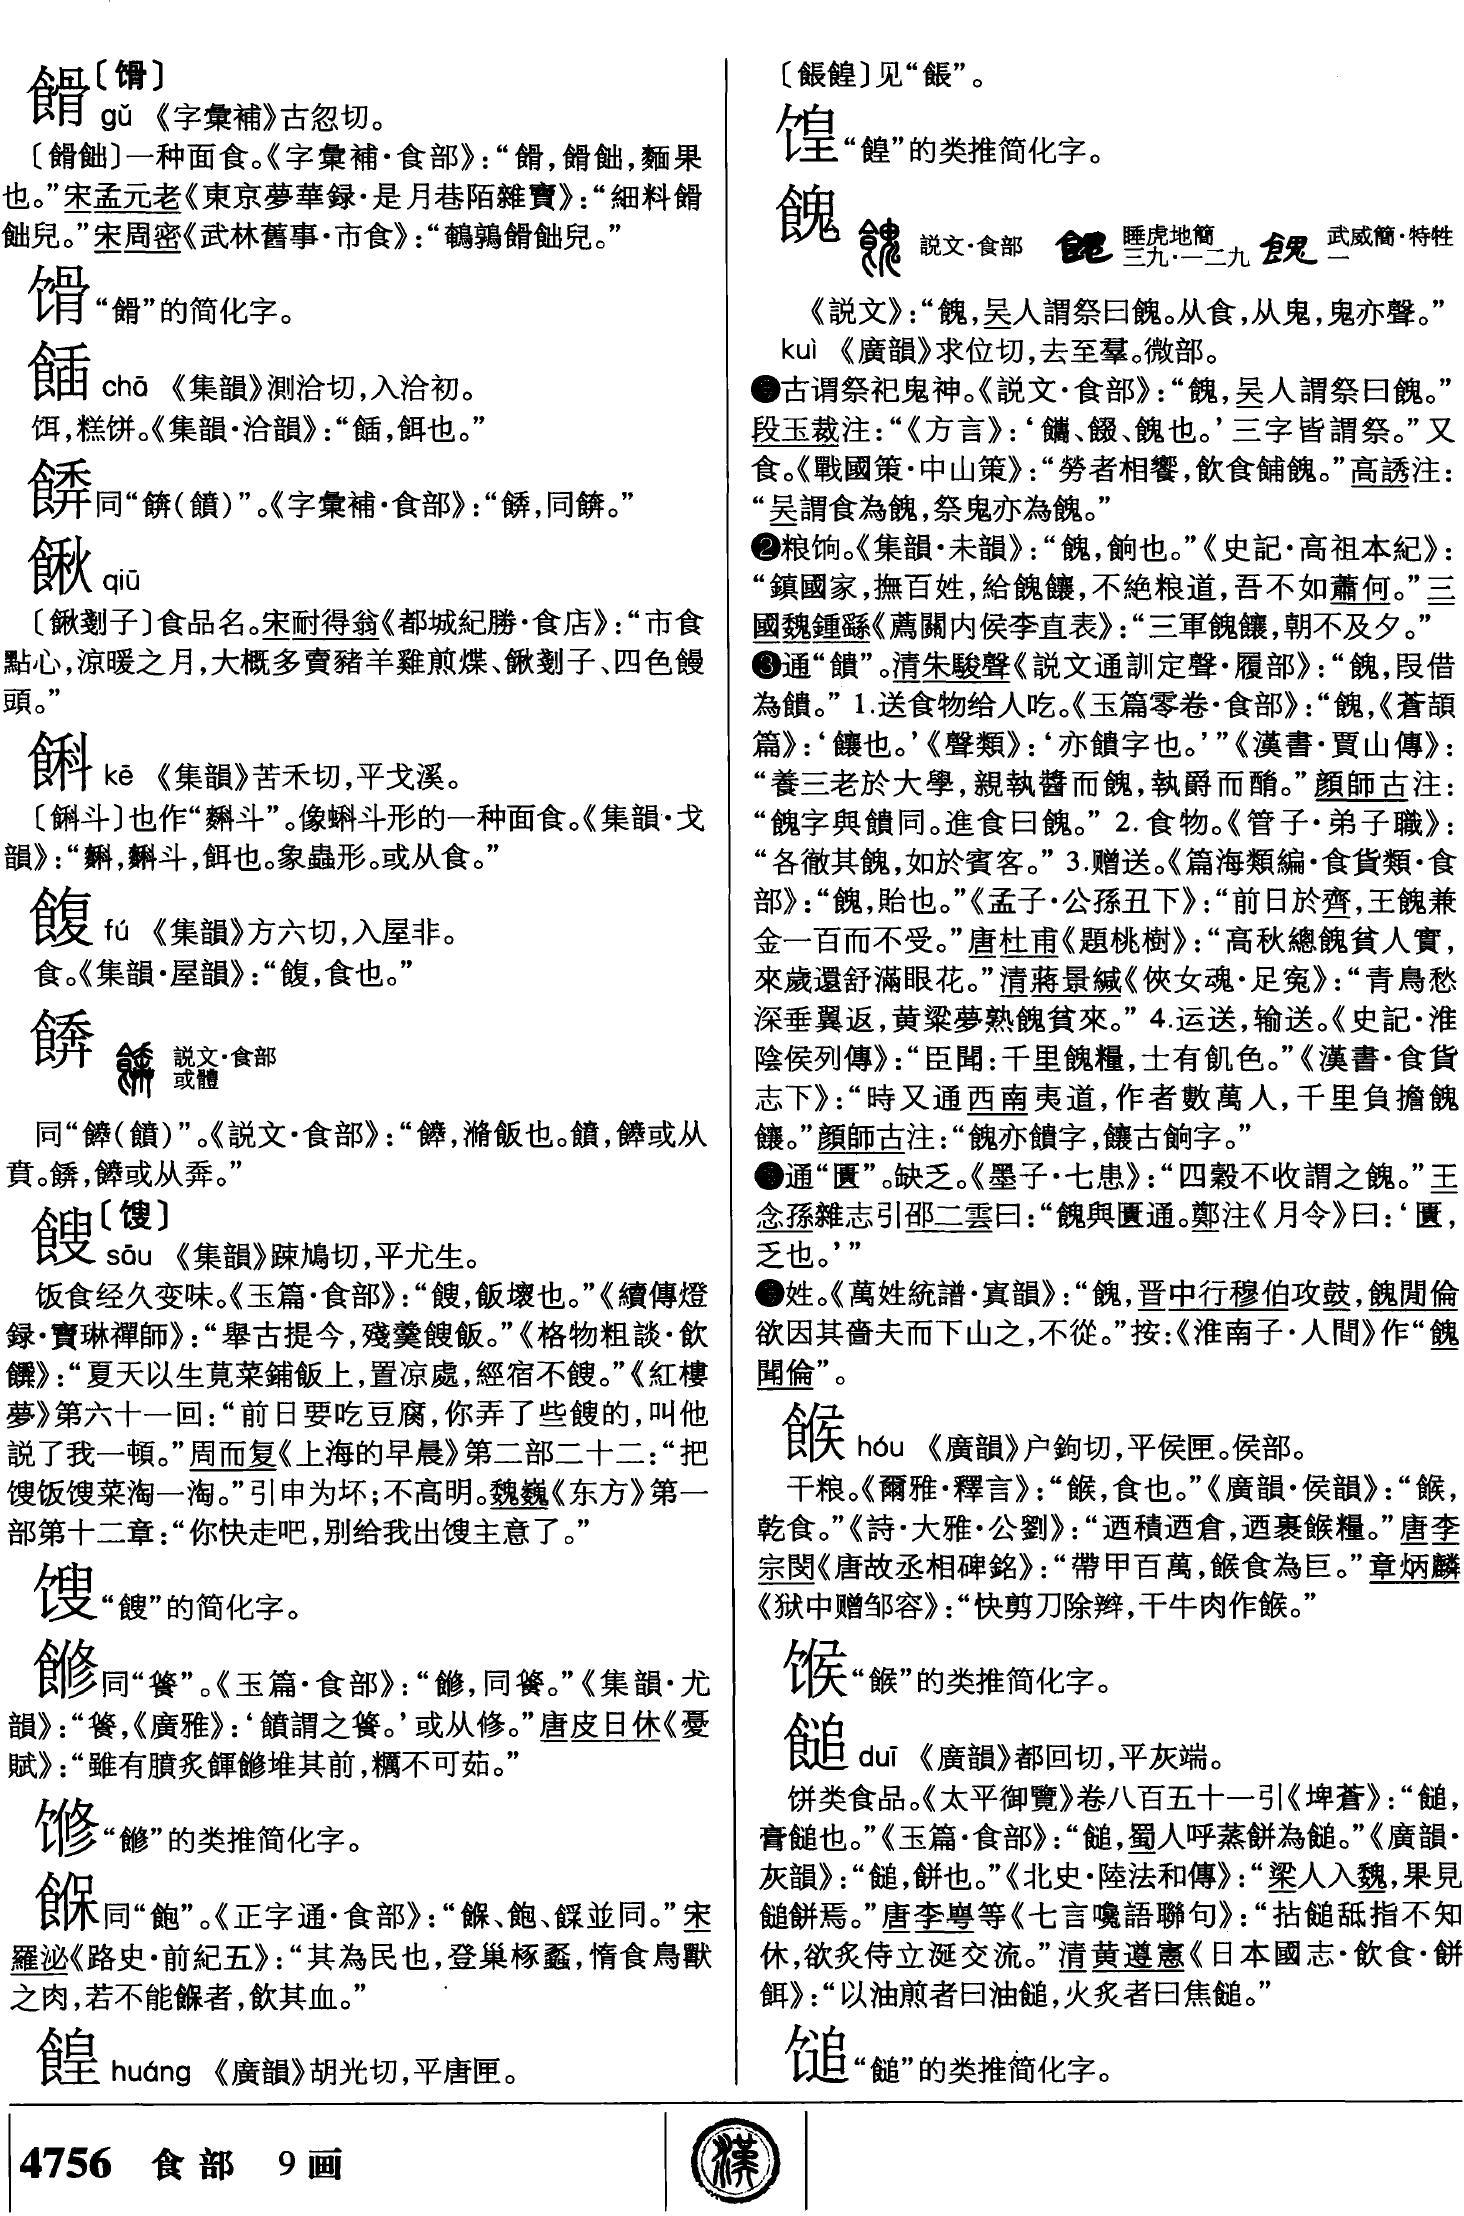 餶〔馉〕
gǔ 《字彙補》古忽切。
〔餶飿〕一种面食。《字彙補·食部》：“餶，餶飿，麵果
也。”宋孟元老《東京夢華録·是月巷陌雜賣》：“細料餶
飿兒。”宋周密《武林舊事·市食》：“鵪鶉餶飿兒。”
馉“餶”的简化字。
餂 chā 《集韻》測洽切，入洽初。
饵，糕饼。《集韻·洽韻》：“，餌也。”
同“餴（饙）”。《字彙補·食部》：“，同餴。”
𩜍 qiū
〔剗子〕食品名。宋耐得翁《都城紀勝·食店》：“市食
點心，涼暖之月，大概多賣豬羊雞煎煠、剗子、四色饅
頭。”
kē 《集韻》苦禾切，平戈溪。
〔斗〕也作“䴹斗”。像蝌斗形的一种面食。《集韻·戈
韻》：“，斗，餌也。象蟲形。或从食。”
fú 《集韻》方六切，入屋非。
食。《集韻·屋韻》：“，食也。”
餴 説文·食部
或體
同“（饙）”。《説文·食部》：“，滫飯也。饙，或从
賁。餴，或从奔。”
餿〔馊〕
sōu 《集韻》踈鳩切，平尤生。
饭食经久变味。《玉篇·食部》：“餿，飯壞也。”《續傳燈
録·寶琳禪師》：“舉古提今，殘羹餿飯。”《格物粗談·飲
饌》：“夏天以生莧菜鋪飯上，置凉處，經宿不餿。”《紅樓
夢》第六十一回：“前日要吃豆腐，你弄了些餿的，叫他
説了我一頓。”周而复《上海的早晨》第二部二十二：“把
馊饭馊菜淘一淘。”引申为坏；不高明。魏巍《东方》第一
部第十二章：“你快走吧，别给我出馊主意了。”
馊“餿”的简化字。
同“”。《玉篇·食部》：“，同。”《集韻·尤
韻》：“，《廣雅》：‘饙謂之。’或从修。”唐皮日休《憂
賦》：“雖有膹炙堆其前，糲不可茹。”
“”的类推简化字。
同“飽”。《正字通·食部》：“、飽、並同。”宋
羅泌《路史·前紀五》：“其為民也，登巢椓蠡，惰食鳥獸
之肉，若不能者，飲其血。”
餭 huáng 《廣韻》胡光切，平唐匣。
〔餦餭〕见“餦”。
“餭”的类推简化字。
餽 説文·食部 睡虎地簡
三九·一二九 武威簡·特牲
一
《説文》：“餽，吴人謂祭曰餽。从食，从鬼，鬼亦聲。”
kuì 《廣韻》求位切，去至羣。微部。
❶古谓祭祀鬼神。《説文·食部》：“餽，吴人謂祭曰餽。”
段玉裁注：“《方言》：‘䬑、餟，餽也。’三字皆謂祭。”又
食。《戰國策·中山策》：“勞者相饗，飲食餔餽。”高誘注：
“吴謂食為餽，祭鬼亦為餽。”
❷粮饷。《集韻·未韻》：“餽，餉也。”《史記·高祖本紀》：
“鎮國家，撫百姓，給餽饟，不絶粮道，吾不如蕭何。”三
國魏鍾繇《薦關内侯李直表》：“三軍餽饟，朝不及夕。”
❸通“饋”。清朱駿聲《説文通訓定聲·履部》：“餽，叚借
為饋。”1.送食物给人吃。《玉篇零卷·食部》：“餽，《蒼頡
篇》：‘饟也。’《聲類》：‘亦饋字也。’”《漢書·賈山傳》：
“養三老於大學，親執醬而餽，執爵而酳。”顔師古注：
“餽字與饋同。進食曰餽。”2.食物。《管子·弟子職》：
“各徹其餽，如於賓客。”3.赠送。《篇海類編·食貨類·食
部》：“餽，貽也。”《孟子·公孫丑下》：“前日於齊，王餽兼
金一百而不受。”唐杜甫《題桃樹》：“高秋總餽貧人實，
來歲還舒滿眼花。”清蔣景緘《俠女魂·足寃》：“青鳥愁
深垂翼返，黄粱夢熟餽貧來。”4.运送，输送。《史記·淮
陰侯列傳》：“臣聞：千里餽糧，士有飢色。”《漢書·食貨
志下》：“時又通西南夷道，作者數萬人，千里負擔餽
饟。”顔師古注：“餽亦饋字，饟古餉字。”
❹通“匱”。缺乏。《墨子·七患》：“四穀不收謂之餽。”王
念孫雜志引邵二雲曰：“餽與匱通。鄭注《月令》曰：‘匱，
乏也。’”
❺姓。《萬姓統譜·寘韻》：“餽，晋中行穆伯攻鼓，餽閒倫
欲因其嗇夫而下山之，不從。”按：《淮南子·人間》作“餽
聞倫”。
餱 hóu 《廣韻》户鉤切，平侯匣。侯部。
干粮。《爾雅·釋言》：“餱，食也。”《廣韻·侯韻》：“餱，
乾食。”《詩·大雅·公劉》：“迺積迺倉，迺裹餱糧。”唐李
宗閔《唐故丞相碑銘》：“帶甲百萬，餱食為巨。”章炳麟
《狱中赠邹容》：“快剪刀除辫，干牛肉作餱。”
糇“餱”的类推简化字。
䭔 duī 《廣韻》都回切，平灰端。
饼类食品。《太平御覽》卷八百五十一引《埤蒼》：“䭔，
膏䭔也。”《玉篇·食部》：“䭔，蜀人呼蒸餅為䭔。”《廣韻·
灰韻》：“䭔，餅也。”《北史·陸法和傳》：“梁人入魏，果見
䭔餅焉。”唐李粤等《七言嚵語聯句》：“拈䭔舐指不知
休，欲炙侍立涎交流。”清黄遵憲《日本國志·飲食·餅
餌》：“以油煎者曰油䭔，火炙者曰焦䭔。”
“䭔”的类推简化字。
4756 食部 9画
漢